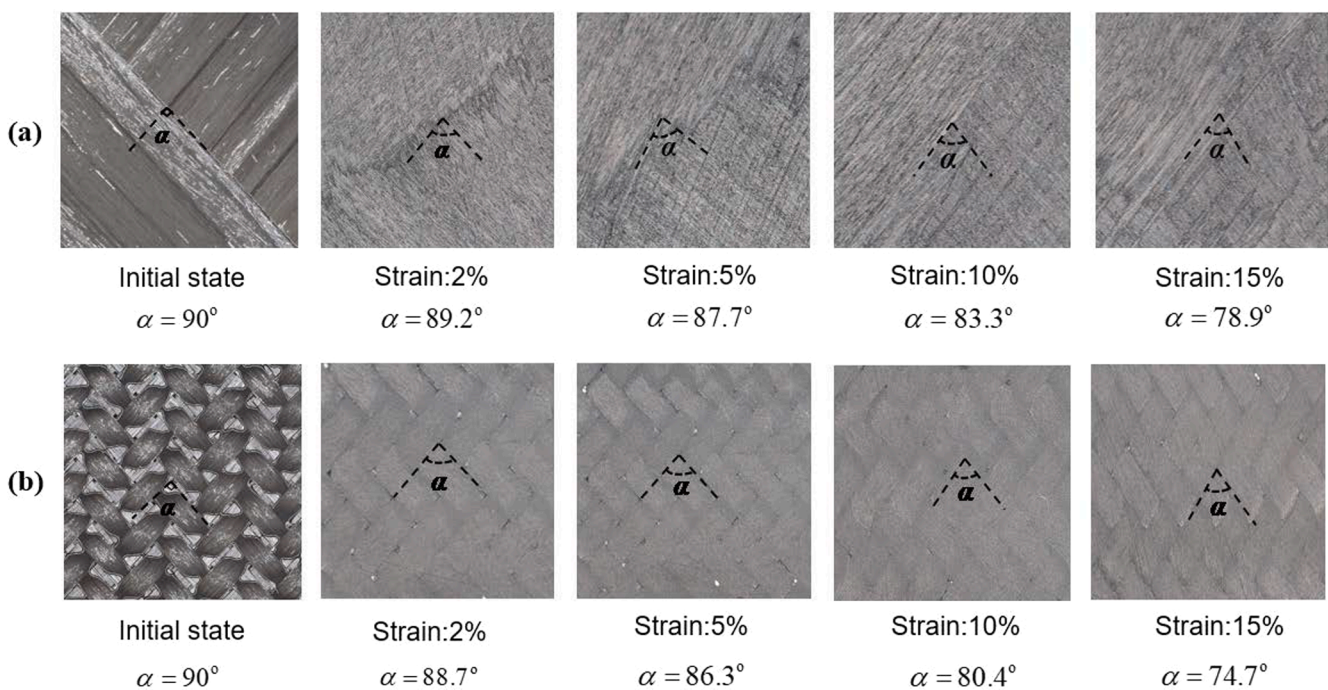 (a)
α α α α α
Initial state Strain:2% Strain:5% Strain:10% Strain:15%
α = 90° α = 89.2° α = 87.7° α = 83.3° α = 78.9°
(b)
α α α α α
Initial state Strain:2% Strain:5% Strain:10% Strain:15%
α = 90° α = 88.7° α = 86.3° α = 80.4° α = 74.7°